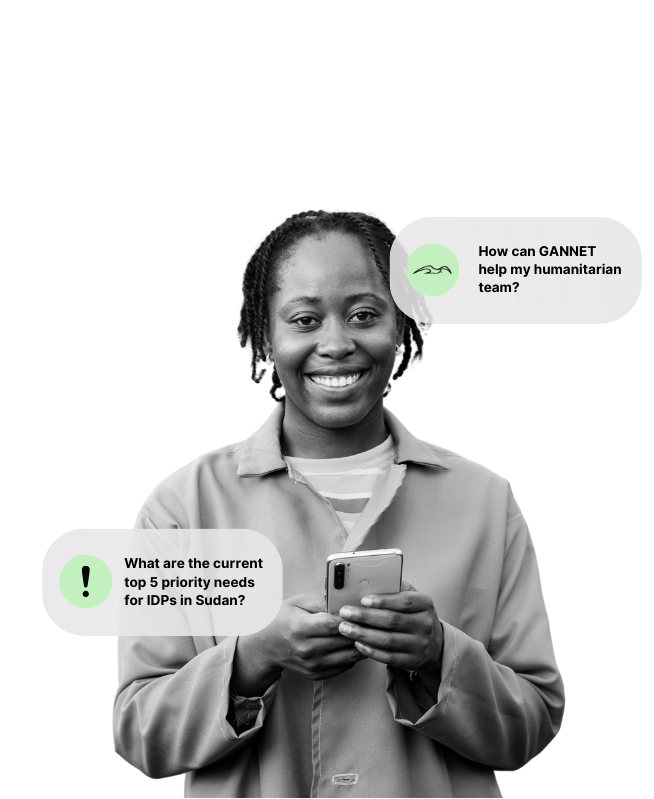 How can GANNET
help my humanitarian
team?
What are the current
top 5 priority needs
for IDPs in Sudan?